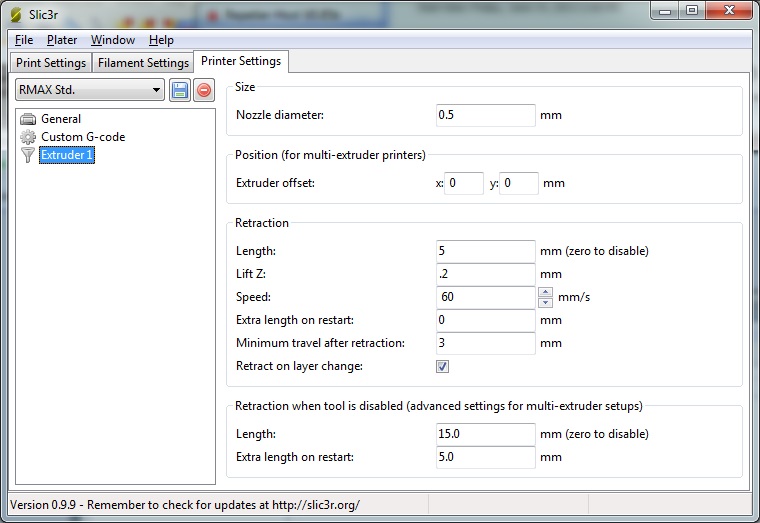 Slic3r
File Plater Window Help
Print Settings Filament Settings Printer Settings
RMAX Std.
General
Custom G-code
Extruder 1
Size
Nozzle diameter: 0.5 mm
Position (for multi-extruder printers)
Extruder offset: x: 0 y: 0 mm
Retraction
Length: 5 mm (zero to disable)
Lift Z: .2 mm
Speed: 60 mm/s
Extra length on restart: 0 mm
Minimum travel after retraction: 3 mm
Retract on layer change:
Retraction when tool is disabled (advanced settings for multi-extruder setups)
Length: 15.0 mm (zero to disable)
Extra length on restart: 5.0 mm
Version 0.9.9 - Remember to check for updates at http://slic3r.org/